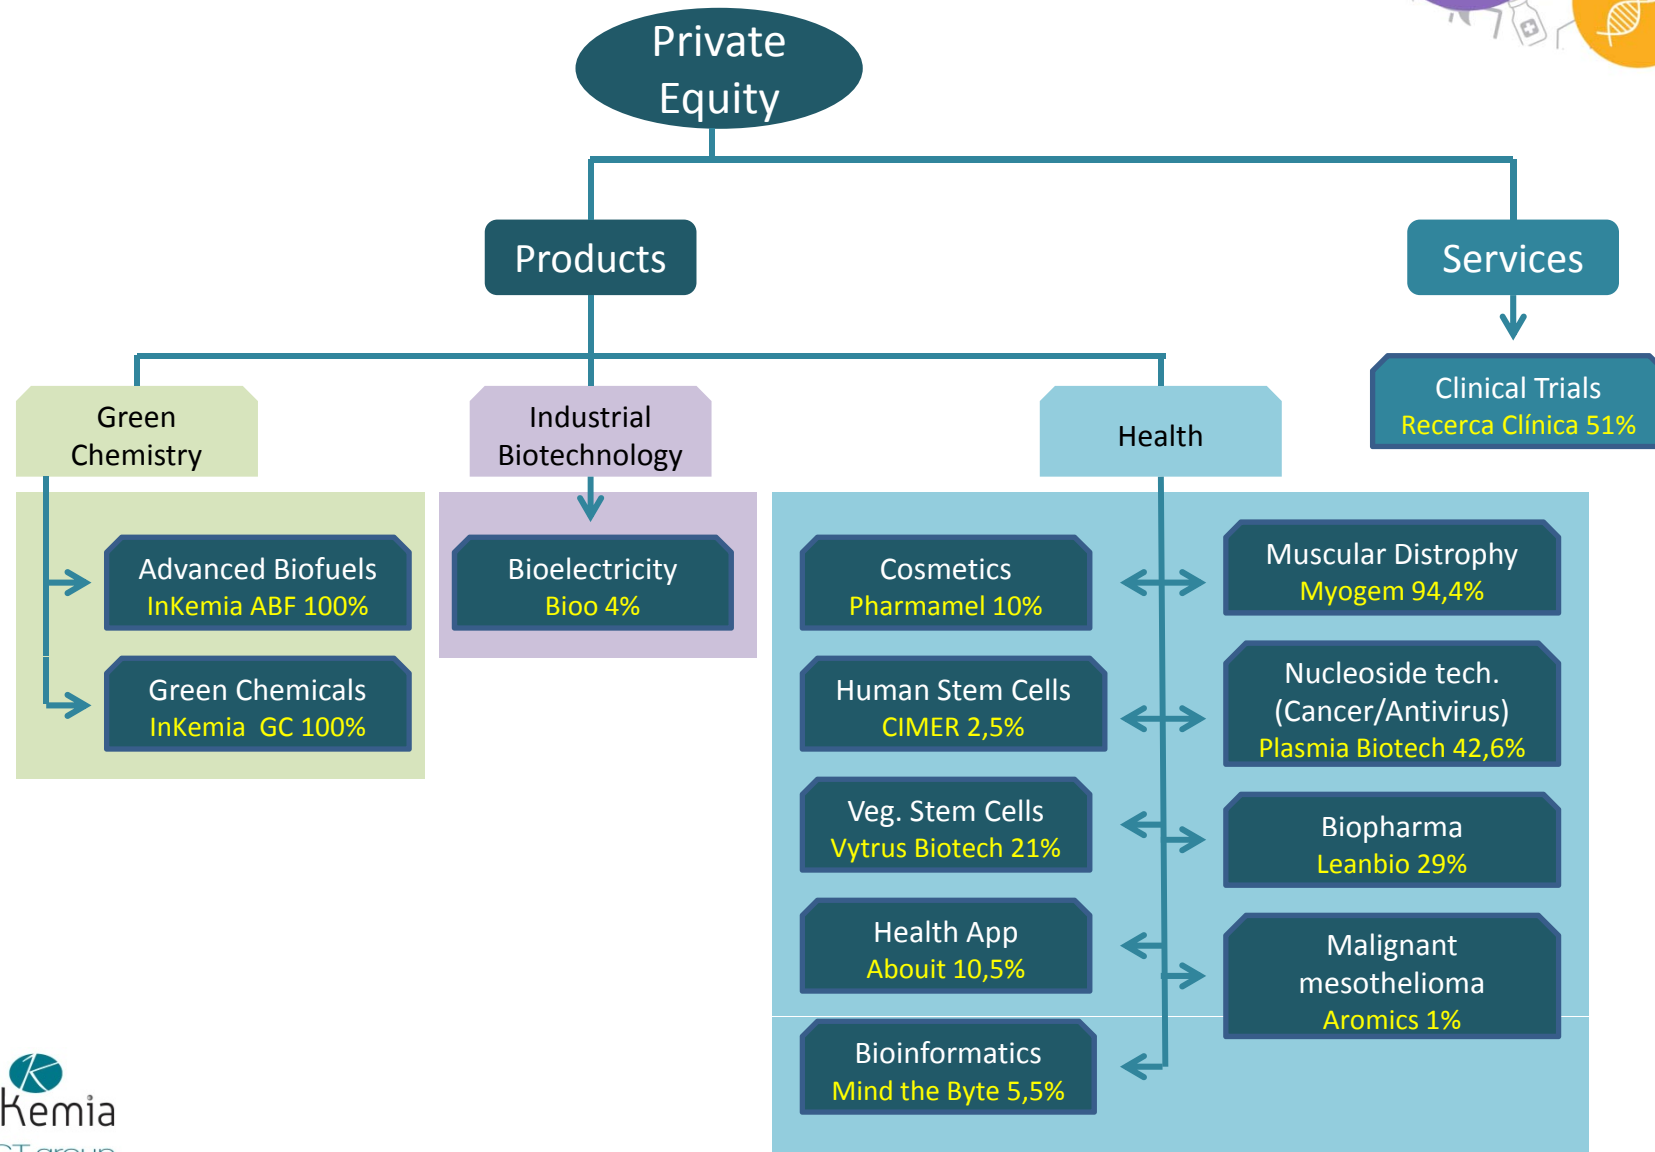 Private
Equity
Products
Services
Green
Chemistry
Industrial
Biotechnology
Health
Clinical Trials
Recerca Clínica 51%
Advanced Biofuels
InKemia ABF 100%
Green Chemicals
InKemia GC 100%
Bioelectricity
Bioo 4%
Cosmetics
Pharmamel 10%
Human Stem Cells
CIMER 2,5%
Veg. Stem Cells
Vytrus Biotech 21%
Health App
Abouit 10,5%
Bioinformatics
Mind the Byte 5,5%
Muscular Distrophy
Myogem 94,4%
Nucleoside tech.
(Cancer/Antivirus)
Plasmia Biotech 42,6%
Biopharma
Leanbio 29%
Malignant
mesothelioma
Aromics 1%
Kemia
group